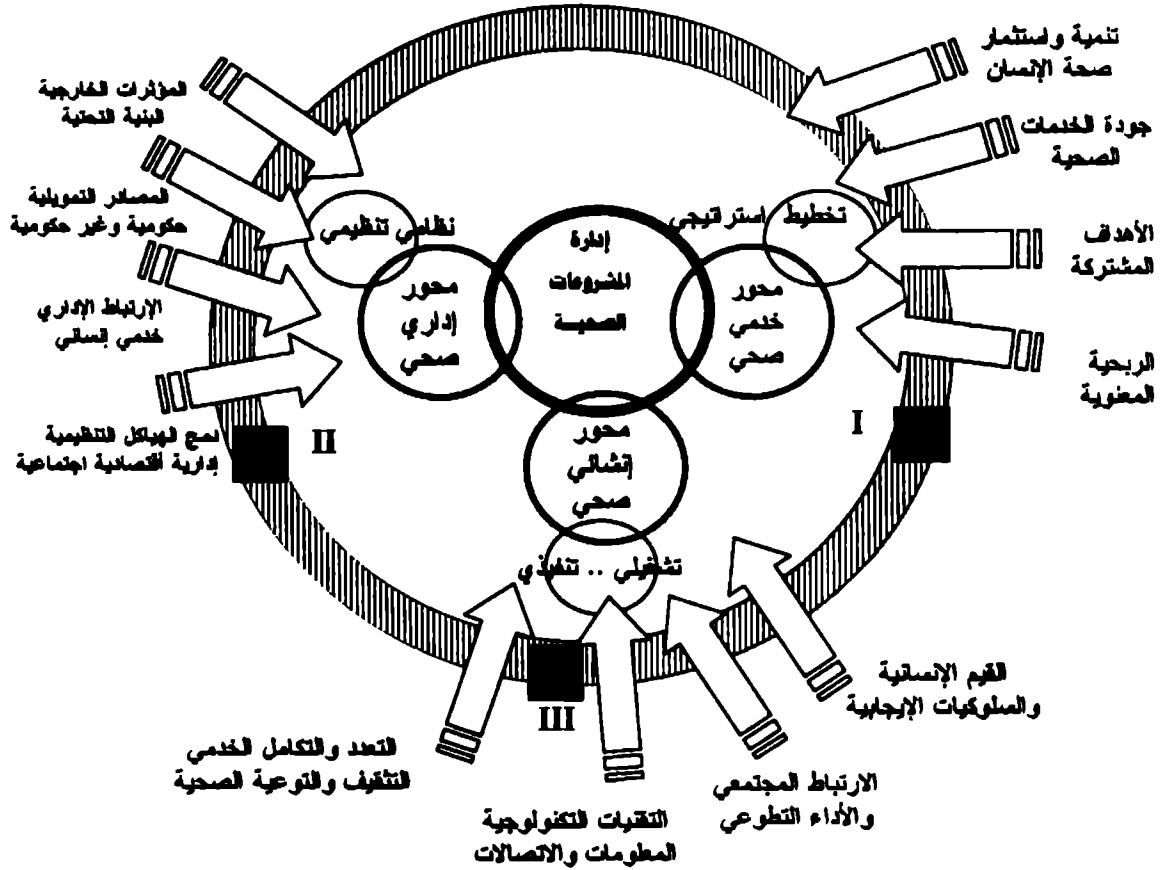 تنمية واستثمار
صحة الإنسان
جودة الخدمات
الصحية
الأهداف
المشتركة
الربحية
المعنوية
المؤثرات الخارجية
البنية التحتية
المصادر التمويلية
حكومية وغير حكومية
الإرتباط الإداري
خدمي إنساني
دمج الهياكل التنظيمية
إدارية أقتصادية اجتماعية
تخطيط استراتيجي
محور
خدمي
صحي
إدارة
المشروعات
الصحيـة
نظامي تنظيمي
محور
إداري
صحي
محور
إنشائي
صحي
تشغيلي .. تنفيذي
I
II
III
القيم الإنسانية
والسلوكيات الإيجابية
الارتباط المجتمعي
والأداء التطوعي
التقنيات التكنولوجية
المعلومات والاتصالات
التعدد والتكامل الخدمي
التثقيف والتوعية الصحية